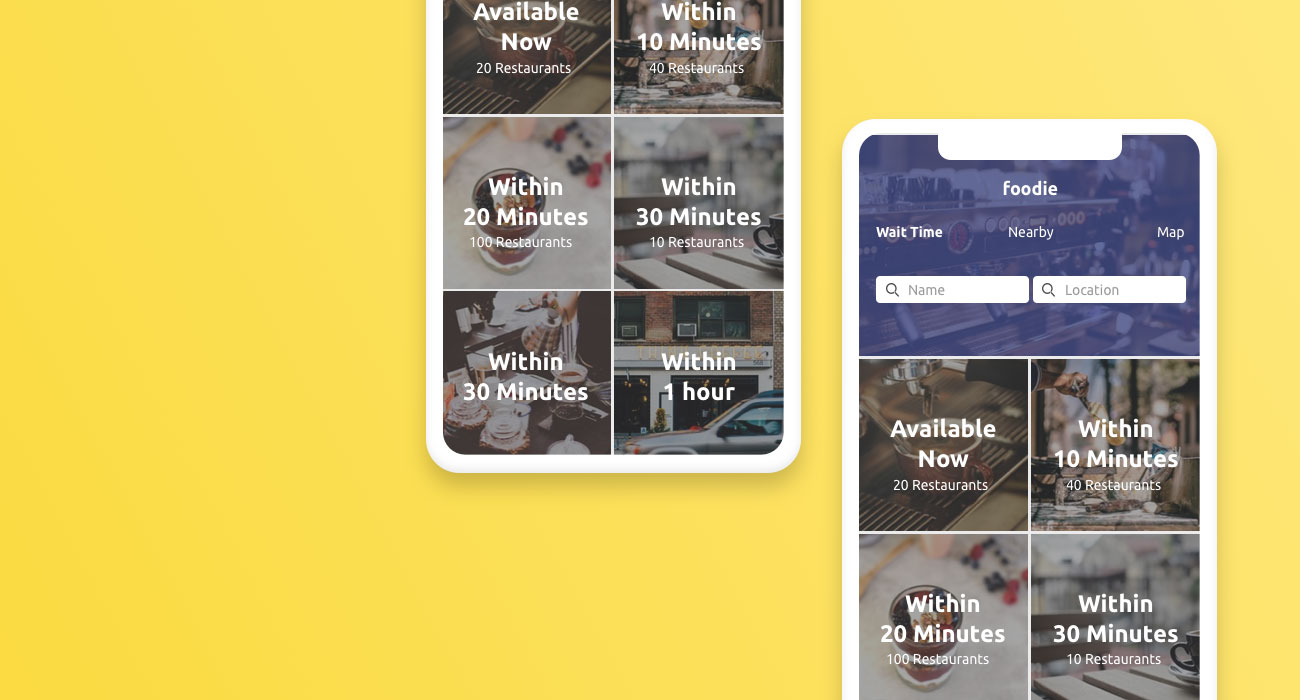 Available
Now
20 Restaurants
Within
10 Minutes
40 Restaurants
Within
20 Minutes
100 Restaurants
Within
30 Minutes
10 Restaurants
Within
30 Minutes
Within
1 hour
foodie
Wait Time
Nearby
Map
Name
Location
Available
Now
20 Restaurants
Within
10 Minutes
40 Restaurants
Within
20 Minutes
100 Restaurants
Within
30 Minutes
10 Restaurants